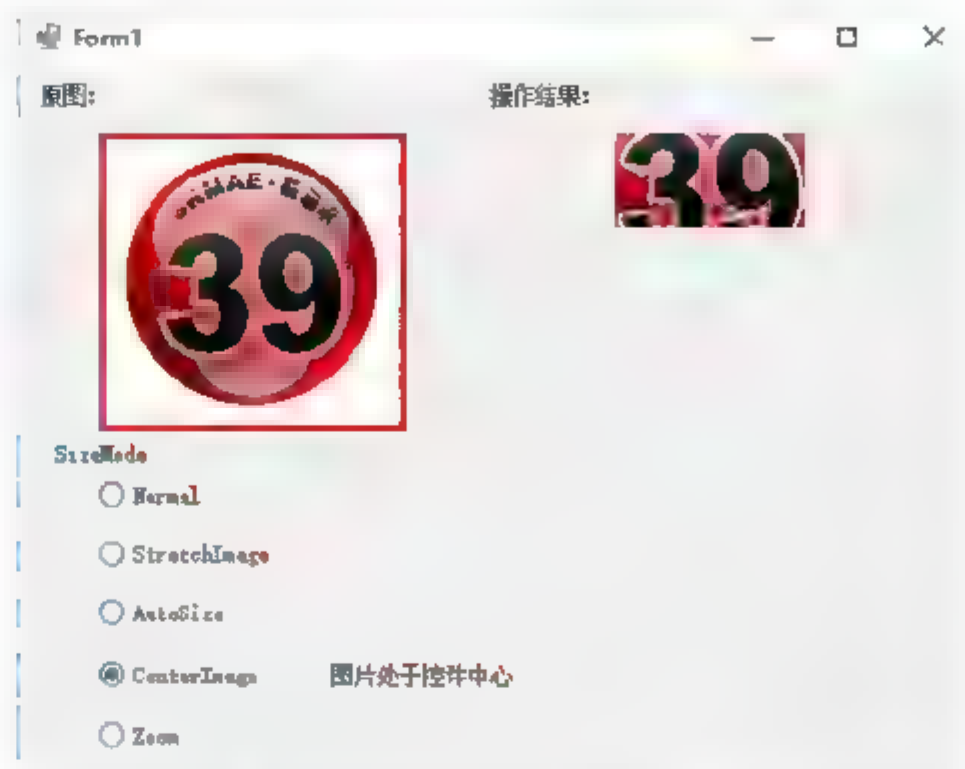 Form1
原图:
操作结果:
39
39
SizeMode
Normal
StretchImage
AutoSize
CenterImage
图片处于控件中心
Zoom